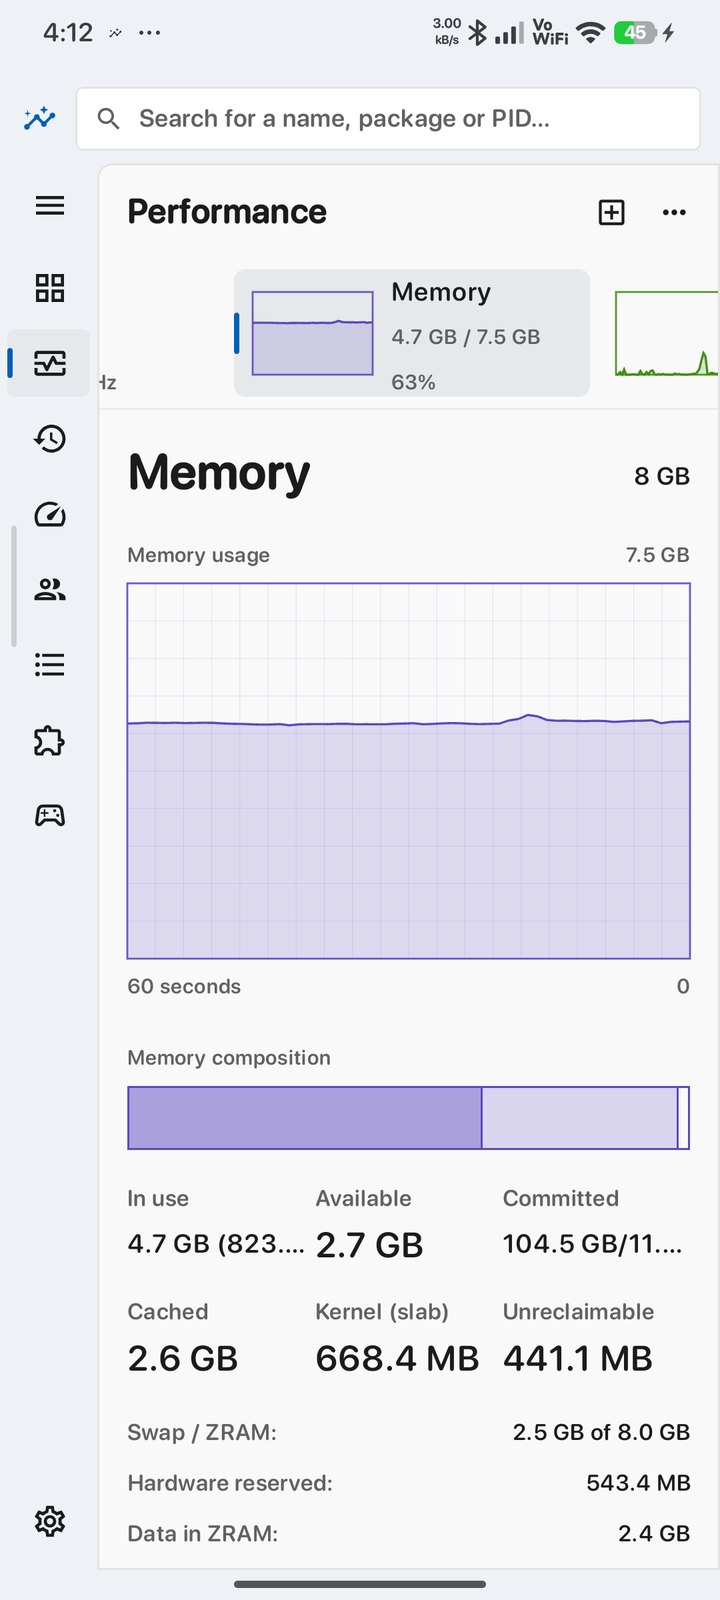 4:12
3.00
kB/s
Vo
WiFi
45
Search for a name, package or PID...
Performance
Memory
4.7 GB / 7.5 GB
63%
Hz
Memory
8 GB
Memory usage
7.5 GB
60 seconds
0
Memory composition
In use
Available
Committed
4.7 GB (823....
2.7 GB
104.5 GB/11....
Cached
Kernel (slab)
Unreclaimable
2.6 GB
668.4 MB
441.1 MB
Swap / ZRAM:
2.5 GB of 8.0 GB
Hardware reserved:
543.4 MB
Data in ZRAM:
2.4 GB